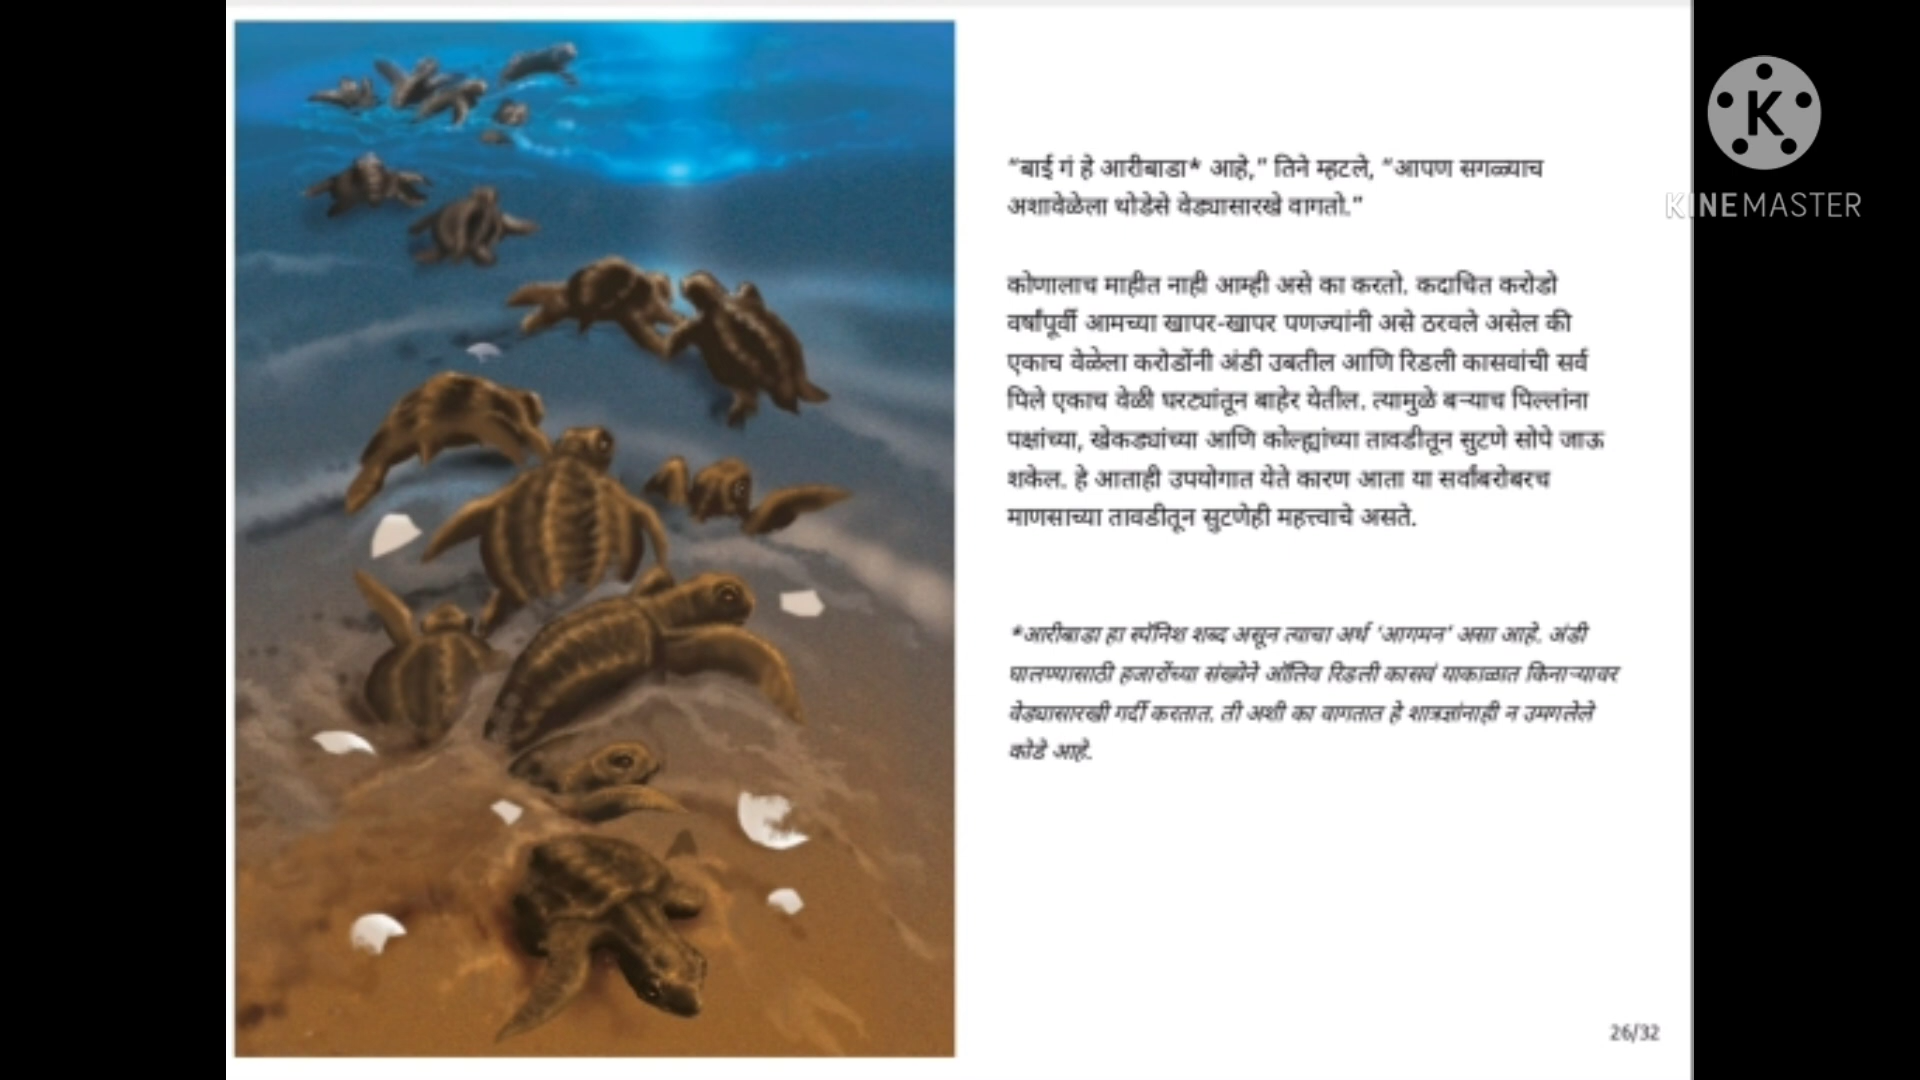 “बाई गं हे आरीबाडा* आहे,” तिने म्हटले, “आपण सगळ्याच
अशावेळेला थोडेसे वेड्यासारखे वागतो.”
कोणालाच माहीत नाही आम्ही असे का करतो. कदाचित करोडो
वर्षांपूर्वी आमच्या खापर-खापर पणज्यांनी असे ठरवले असेल की
एकाच वेळेला करोडोंनी अंडी उबतील आणि रिडली कासवांची सर्व
पिले एकाच वेळी घरट्यांतून बाहेर येतील. त्यामुळे बऱ्याच पिल्लांना
पक्षांच्या, खेकड्यांच्या आणि कोल्ह्यांच्या तावडीतून सुटणे सोपे जाऊ
शकेल. हे आताही उपयोगात येते कारण आता या सर्वांबरोबरच
माणसाच्या तावडीतून सुटणेही महत्त्वाचे असते.
*आरीबाडा हा स्पॅनिश शब्द असून त्याचा अर्थ ‘आगमन’ असा आहे. अंडी
घालण्यासाठी हजारोंच्या संख्येने ऑलिव रिडली कासवं याकाळात किनाऱ्यावर
वेड्यासारखी गर्दी करतात. ती अशी का वागतात हे शात्रज्ञांनाही न उमगलेले
कोडे आहे.
26/32
K
KINEMASTER